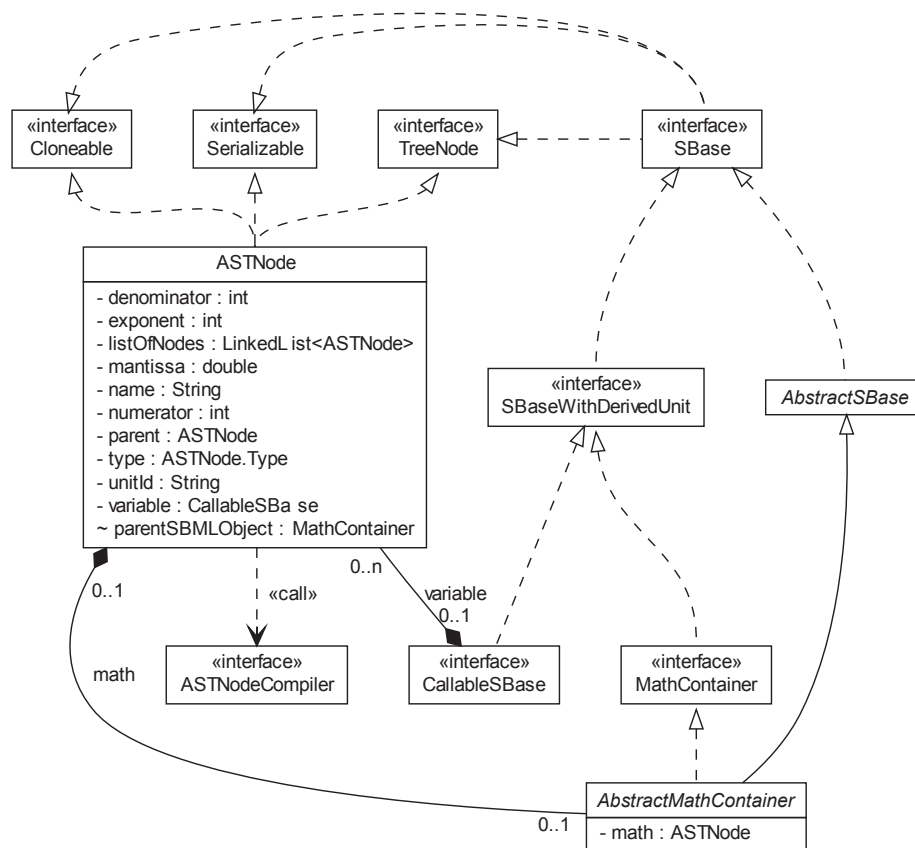 «interface»
Cloneable
«interface»
Serializable
«interface»
TreeNode
«interface»
SBase
ASTNode
- denominator : int
- exponent : int
- listOfNodes : LinkedList<ASTNode>
- mantissa : double
- name : String
- numerator : int
- parent : ASTNode
- type : ASTNode.Type
- unitId : String
- variable : CallableSBa se
~ parentSBMLObject : MathContainer
«interface»
SBaseWithDerivedUnit
AbstractSBase
0..1
«call»
0..n
variable
0..1
math
«interface»
ASTNodeCompiler
«interface»
CallableSBase
«interface»
MathContainer
AbstractMathContainer
- math : ASTNode
0..1